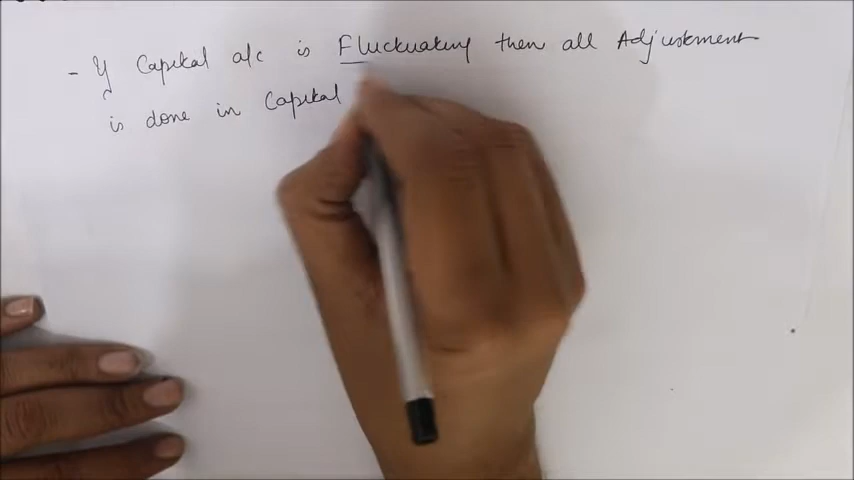 - If Capital a/c is Fluctuating then all Adjustment
is done in Capital